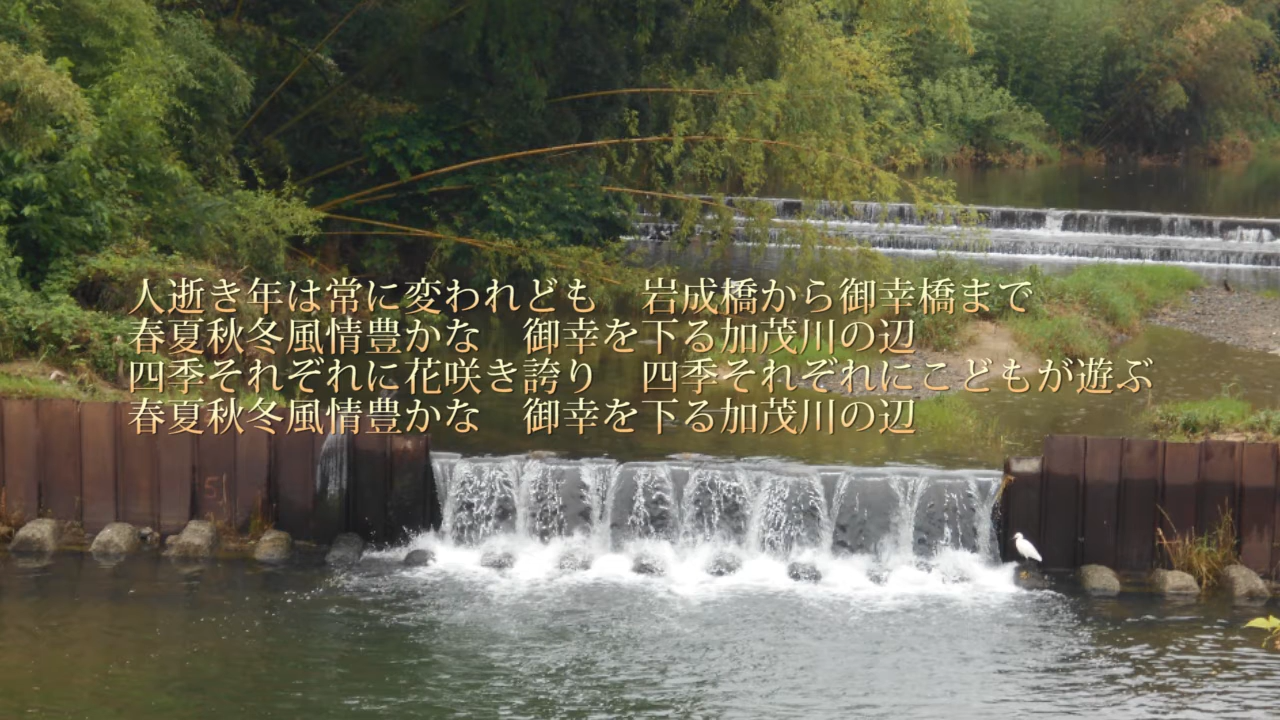 人逝き年は常に変われども　岩成橋から御幸橋まで
春夏秋冬風情豊かな　御幸を下る加茂川の辺
四季それぞれに花咲き誇り　四季それぞれにこどもが遊ぶ
春夏秋冬風情豊かな　御幸を下る加茂川の辺
51